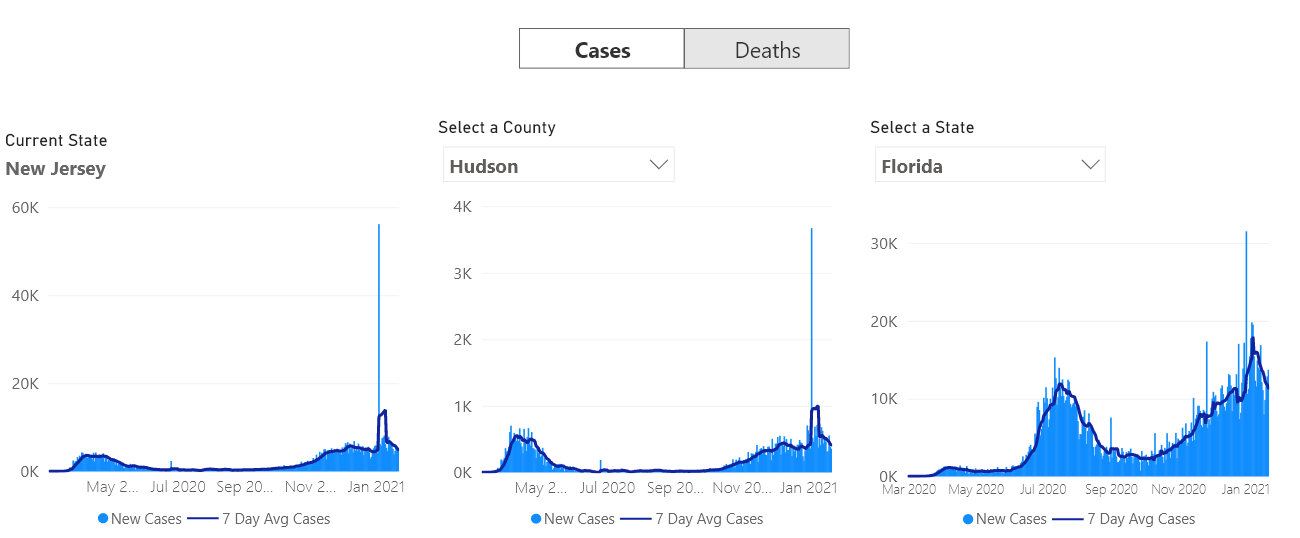 Cases
Deaths
Current State
New Jersey
60K
40K
20K
0K
May 2...
Jul 2020
Sep 20...
Nov 2...
Jan 2021
New Cases
7 Day Avg Cases
Select a County
Hudson
4K
3K
2K
1K
0K
May 2...
Jul 2020
Sep 20...
Nov 20...
Jan 2021
New Cases
7 Day Avg Cases
Select a State
Florida
30K
20K
10K
0K
Mar 2020
May 2020
Jul 2020
Sep 2020
Nov 2020
Jan 2021
New Cases
7 Day Avg Cases